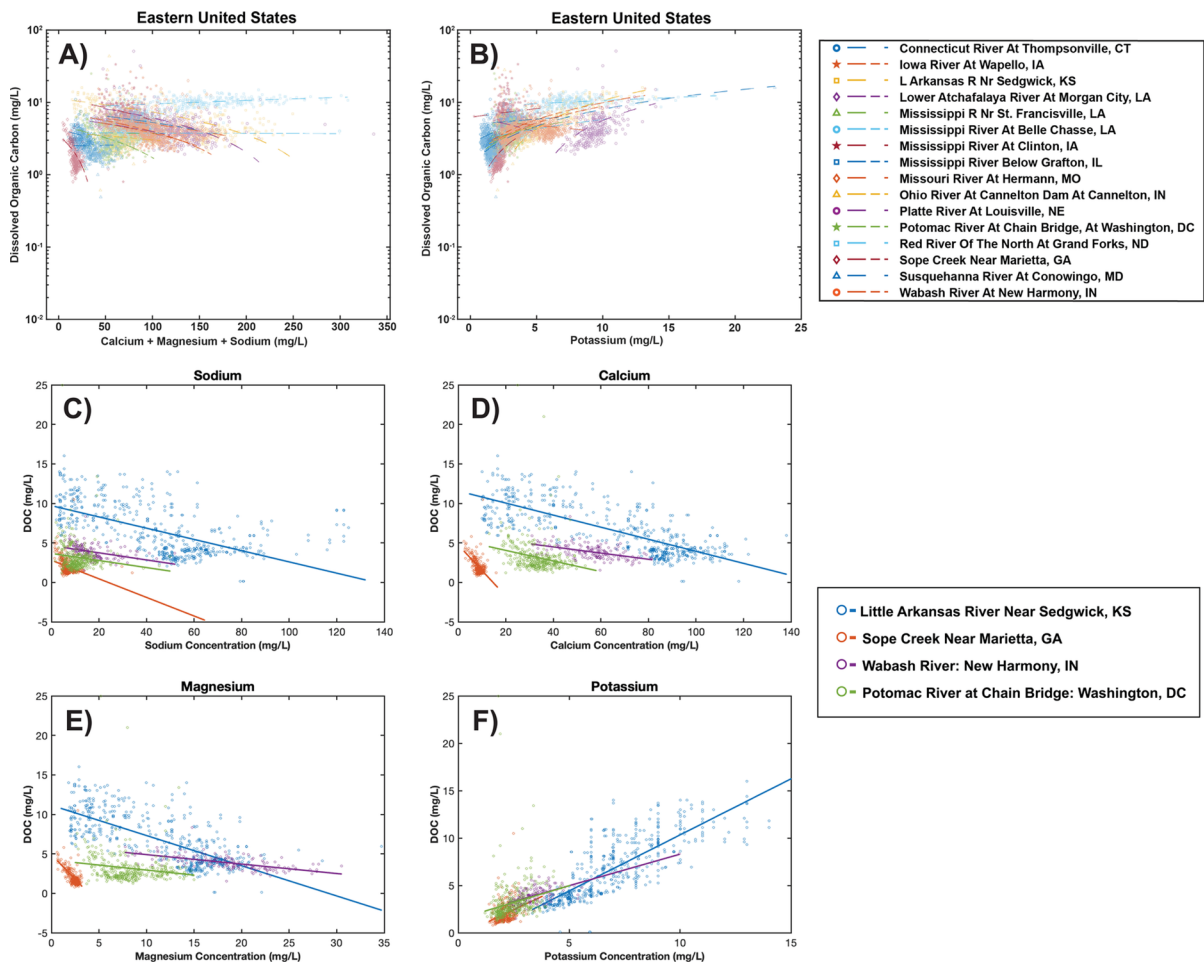 Eastern United States
A)
10^2
10^1
10^0
10^-1
10^-2
Dissolved Organic Carbon (mg/L)
0 50 100 150 200 250 300 350
Calcium + Magnesium + Sodium (mg/L)
Eastern United States
B)
10^2
10^1
10^0
10^-1
10^-2
Dissolved Organic Carbon (mg/L)
0 5 10 15 20 25
Potassium (mg/L)
Connecticut River At Thompsonville, CT
Iowa River At Wapello, IA
L Arkansas R Nr Sedgwick, KS
Lower Atchafalaya River At Morgan City, LA
Mississippi R Nr St. Francisville, LA
Mississippi River At Belle Chasse, LA
Mississippi River At Clinton, IA
Mississippi River Below Grafton, IL
Missouri River At Hermann, MO
Ohio River At Cannelton Dam At Cannelton, IN
Platte River At Louisville, NE
Potomac River At Chain Bridge, At Washington, DC
Red River Of The North At Grand Forks, ND
Sope Creek Near Marietta, GA
Susquehanna River At Conowingo, MD
Wabash River At New Harmony, IN
Sodium
C)
25
20
15
10
5
0
-5
DOC (mg/L)
0 20 40 60 80 100 120 140
Sodium Concentration (mg/L)
Calcium
D)
25
20
15
10
5
0
-5
DOC (mg/L)
0 20 40 60 80 100 120 140
Calcium Concentration (mg/L)
Magnesium
E)
25
20
15
10
5
0
-5
DOC (mg/L)
0 5 10 15 20 25 30 35
Magnesium Concentration (mg/L)
Potassium
F)
25
20
15
10
5
0
DOC (mg/L)
0 5 10 15
Potassium Concentration (mg/L)
Little Arkansas River Near Sedgwick, KS
Sope Creek Near Marietta, GA
Wabash River: New Harmony, IN
Potomac River at Chain Bridge: Washington, DC